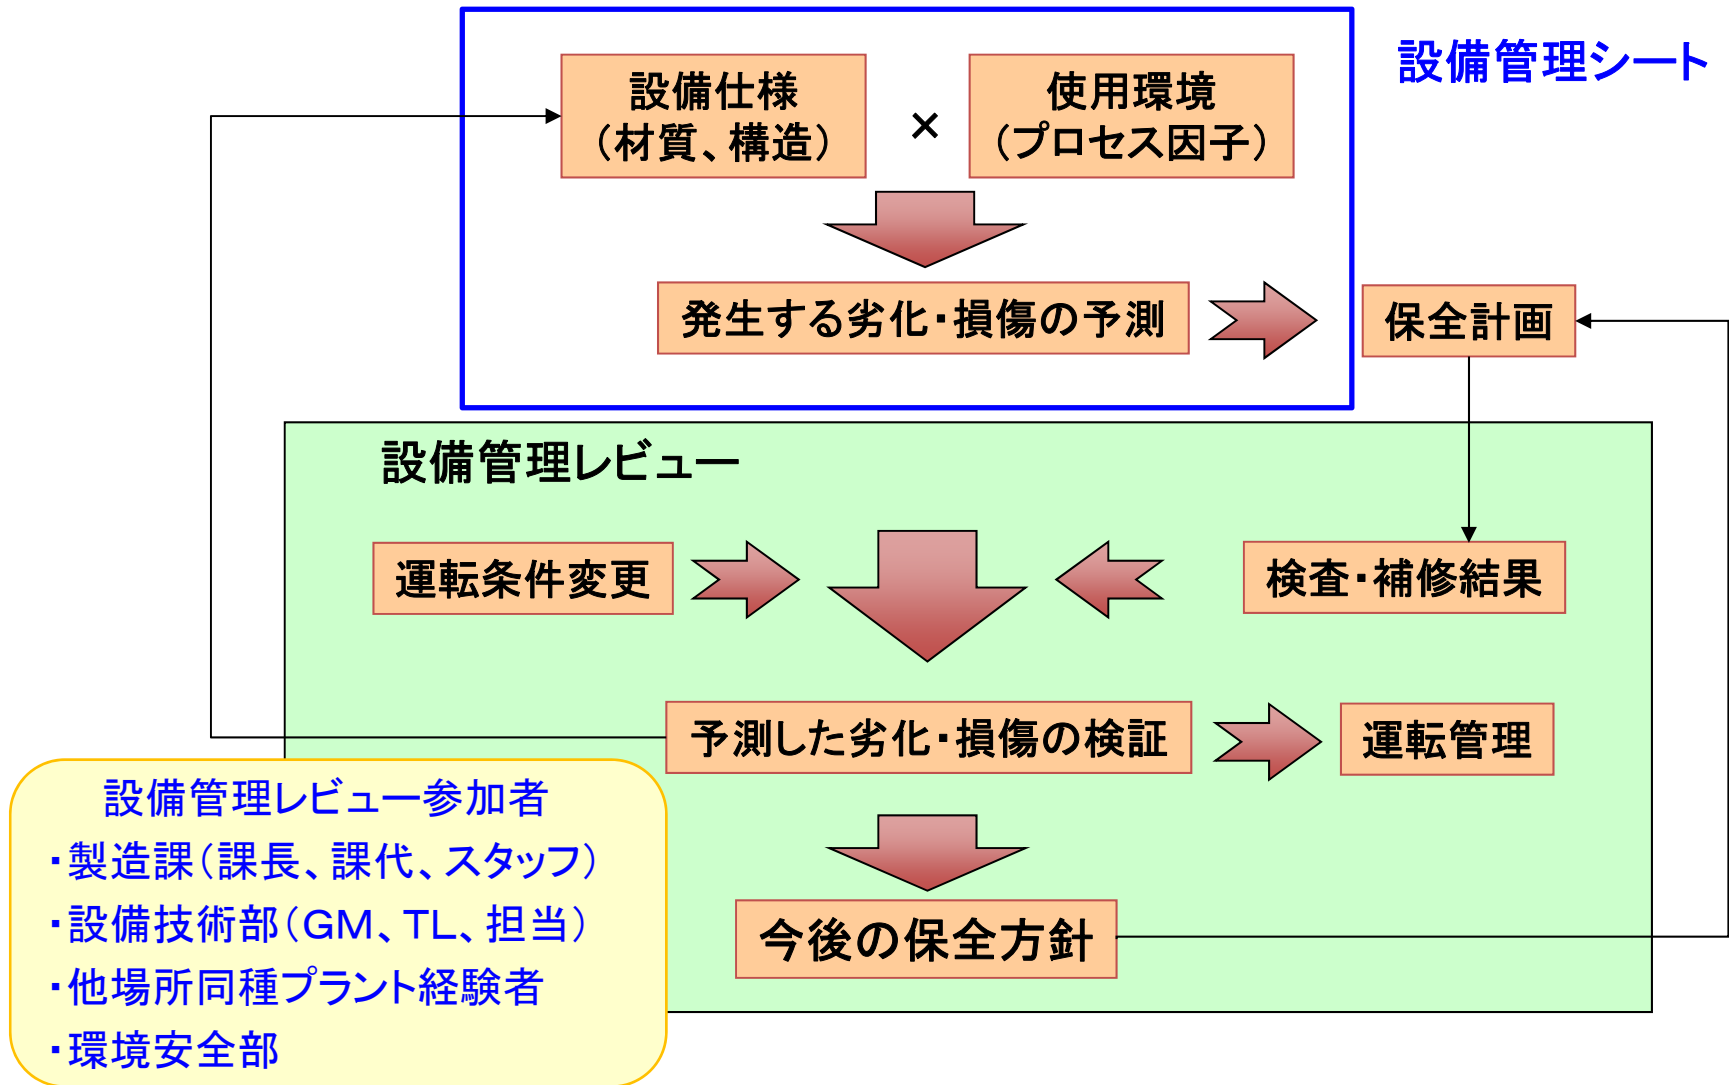 設備管理シート
設備仕様
（材質、構造）
×
使用環境
（プロセス因子）
発生する劣化・損傷の予測
保全計画
設備管理レビュー
運転条件変更
検査・補修結果
予測した劣化・損傷の検証
運転管理
今後の保全方針
設備管理レビュー参加者
・製造課（課長、課代、スタッフ）
・設備技術部（ＧＭ、ＴＬ、担当）
・他場所同種プラント経験者
・環境安全部